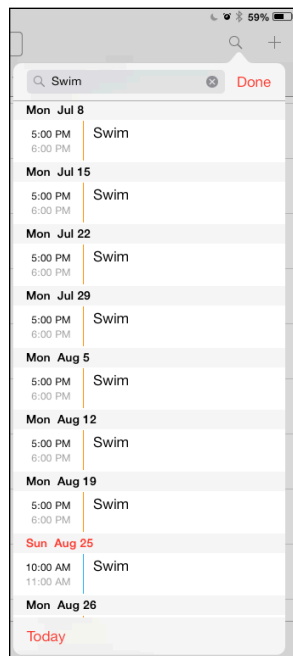 59%
Swim
Done
Mon Jul 8
5:00 PM Swim
6:00 PM
Mon Jul 15
5:00 PM Swim
6:00 PM
Mon Jul 22
5:00 PM Swim
6:00 PM
Mon Jul 29
5:00 PM Swim
6:00 PM
Mon Aug 5
5:00 PM Swim
6:00 PM
Mon Aug 12
5:00 PM Swim
6:00 PM
Mon Aug 19
5:00 PM Swim
6:00 PM
Sun Aug 25
10:00 AM Swim
11:00 AM
Mon Aug 26
Today